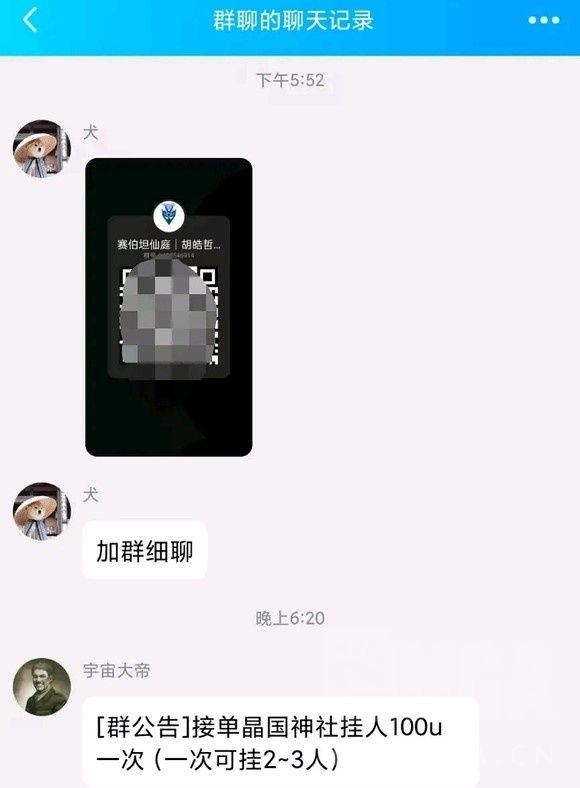 群聊的聊天记录
下午5:52
犬
赛伯坦仙庭｜胡皓哲...
犬
加群细聊
晚上6:20
宇宙大帝
[群公告]接单晶国神社挂人100u
一次（一次可挂2~3人）